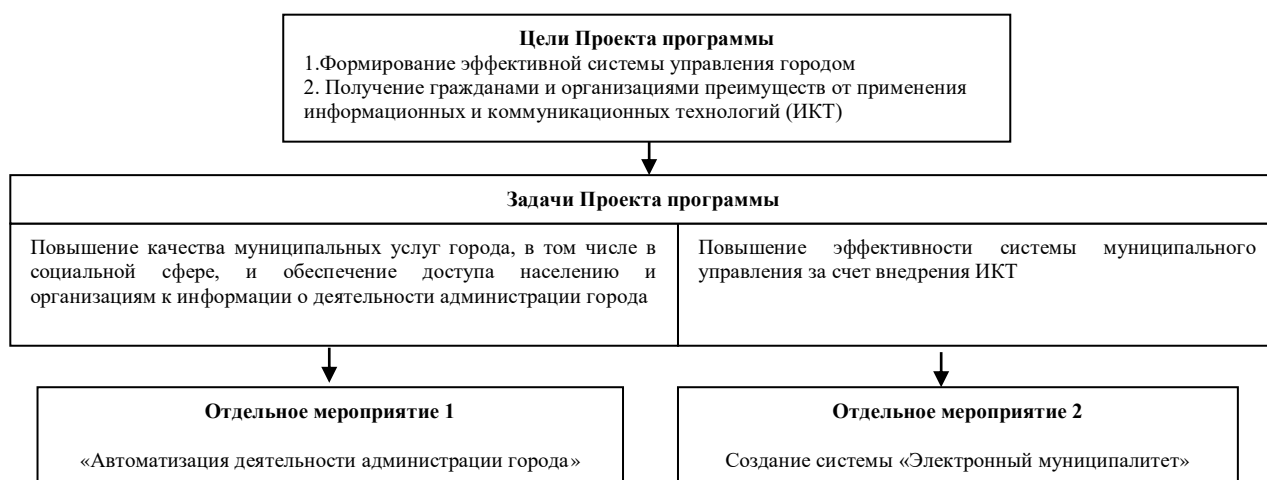 Цели Проекта программы
1.Формирование эффективной системы управления городом
2. Получение гражданами и организациями преимуществ от применения
информационных и коммуникационных технологий (ИКТ)
Задачи Проекта программы
Повышение качества муниципальных услуг города, в том числе в
социальной сфере, и обеспечение доступа населению и
организациям к информации о деятельности администрации города
Повышение эффективности системы муниципального
управления за счет внедрения ИКТ
Отдельное мероприятие 1
«Автоматизация деятельности администрации города»
Отдельное мероприятие 2
Создание системы «Электронный муниципалитет»